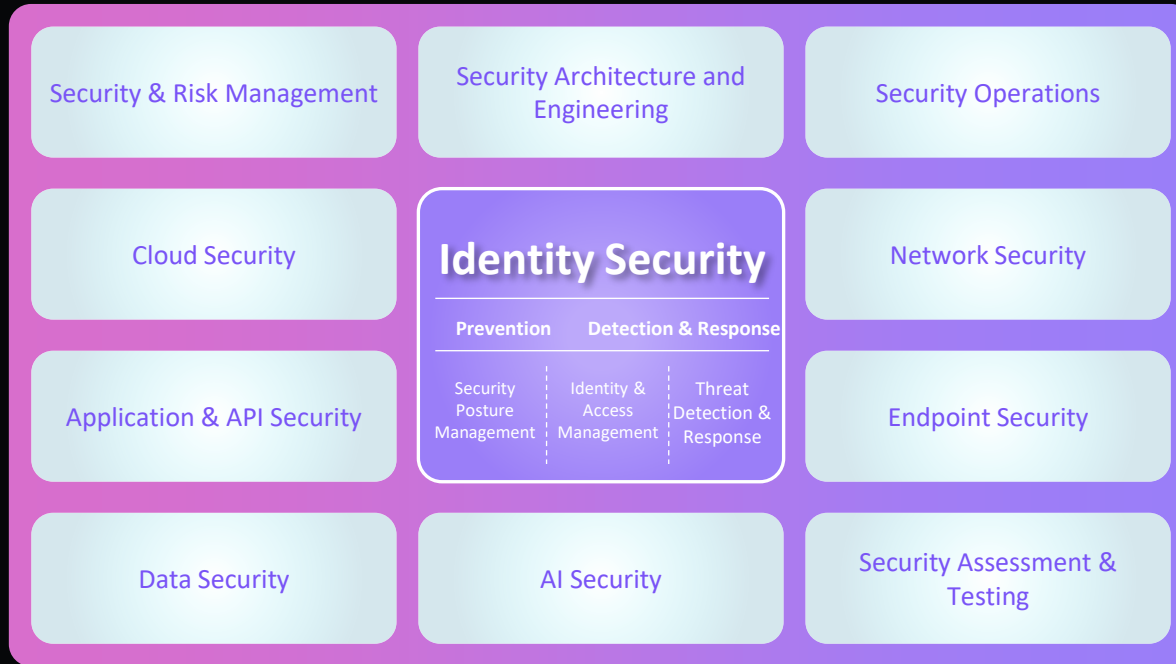 Security & Risk Management
Security Architecture and
Engineering
Security Operations
Cloud Security
Identity Security
Prevention
Detection & Response
Security
Posture
Management
Identity &
Access
Management
Threat
Detection &
Response
Network Security
Application & API Security
Endpoint Security
Data Security
AI Security
Security Assessment &
Testing